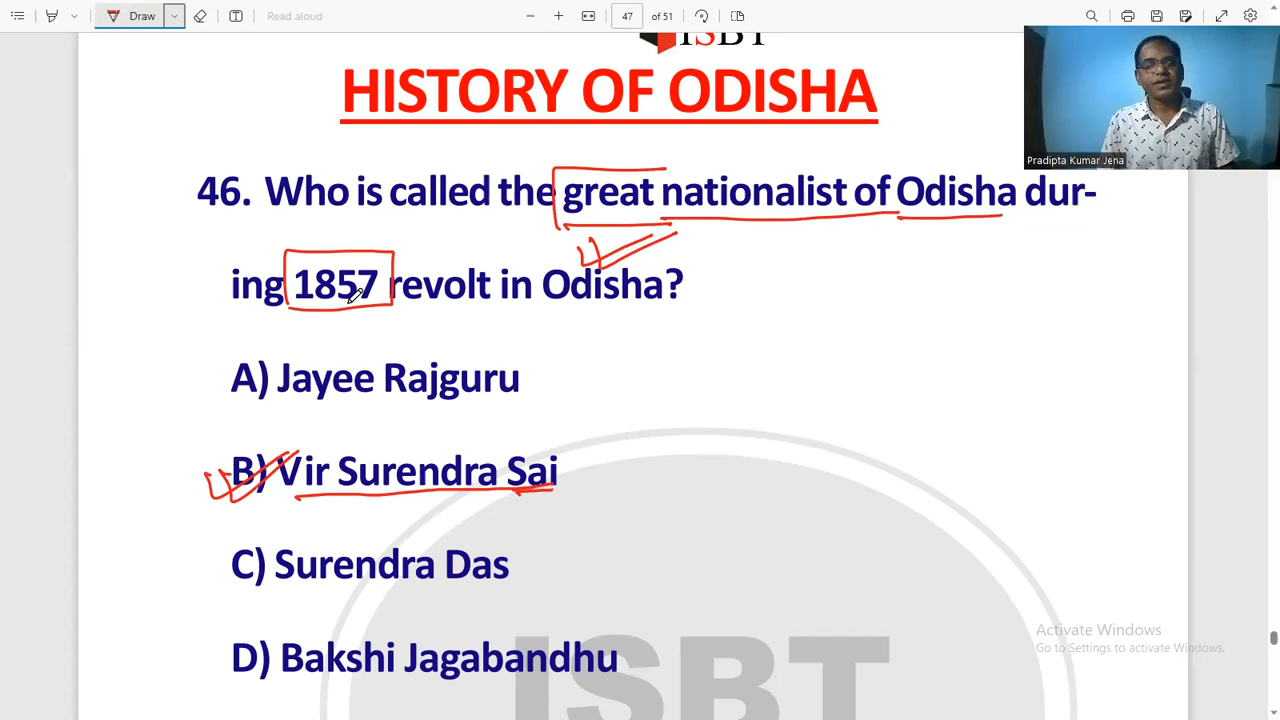 Draw
Read aloud
47 of 51
ISBT
HISTORY OF ODISHA
Pradipta Kumar Jena
46. Who is called the great nationalist of Odisha dur-
ing 1857 revolt in Odisha?
A) Jayee Rajguru
B) Vir Surendra Sai
C) Surendra Das
D) Bakshi Jagabandhu
ISBT
Activate Windows
Go to Settings to activate Windows.